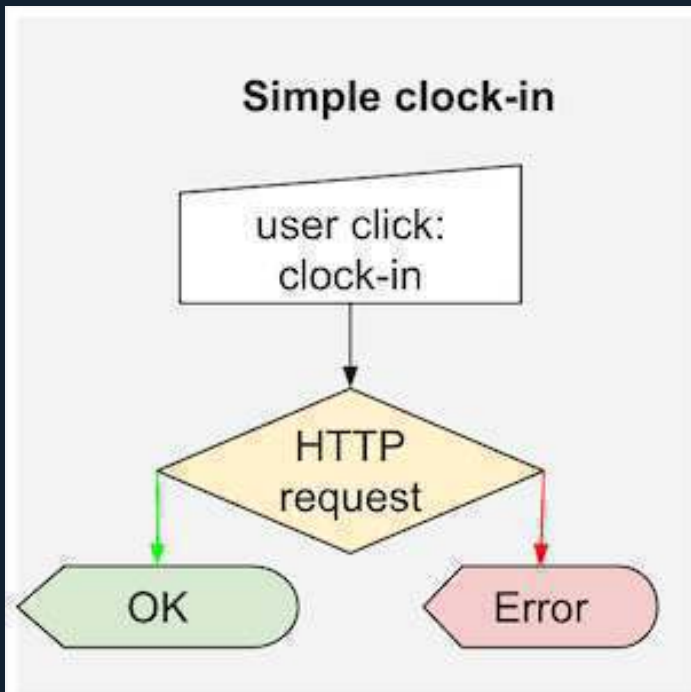 Simple clock-in
user click:
clock-in
HTTP
request
OK
Error